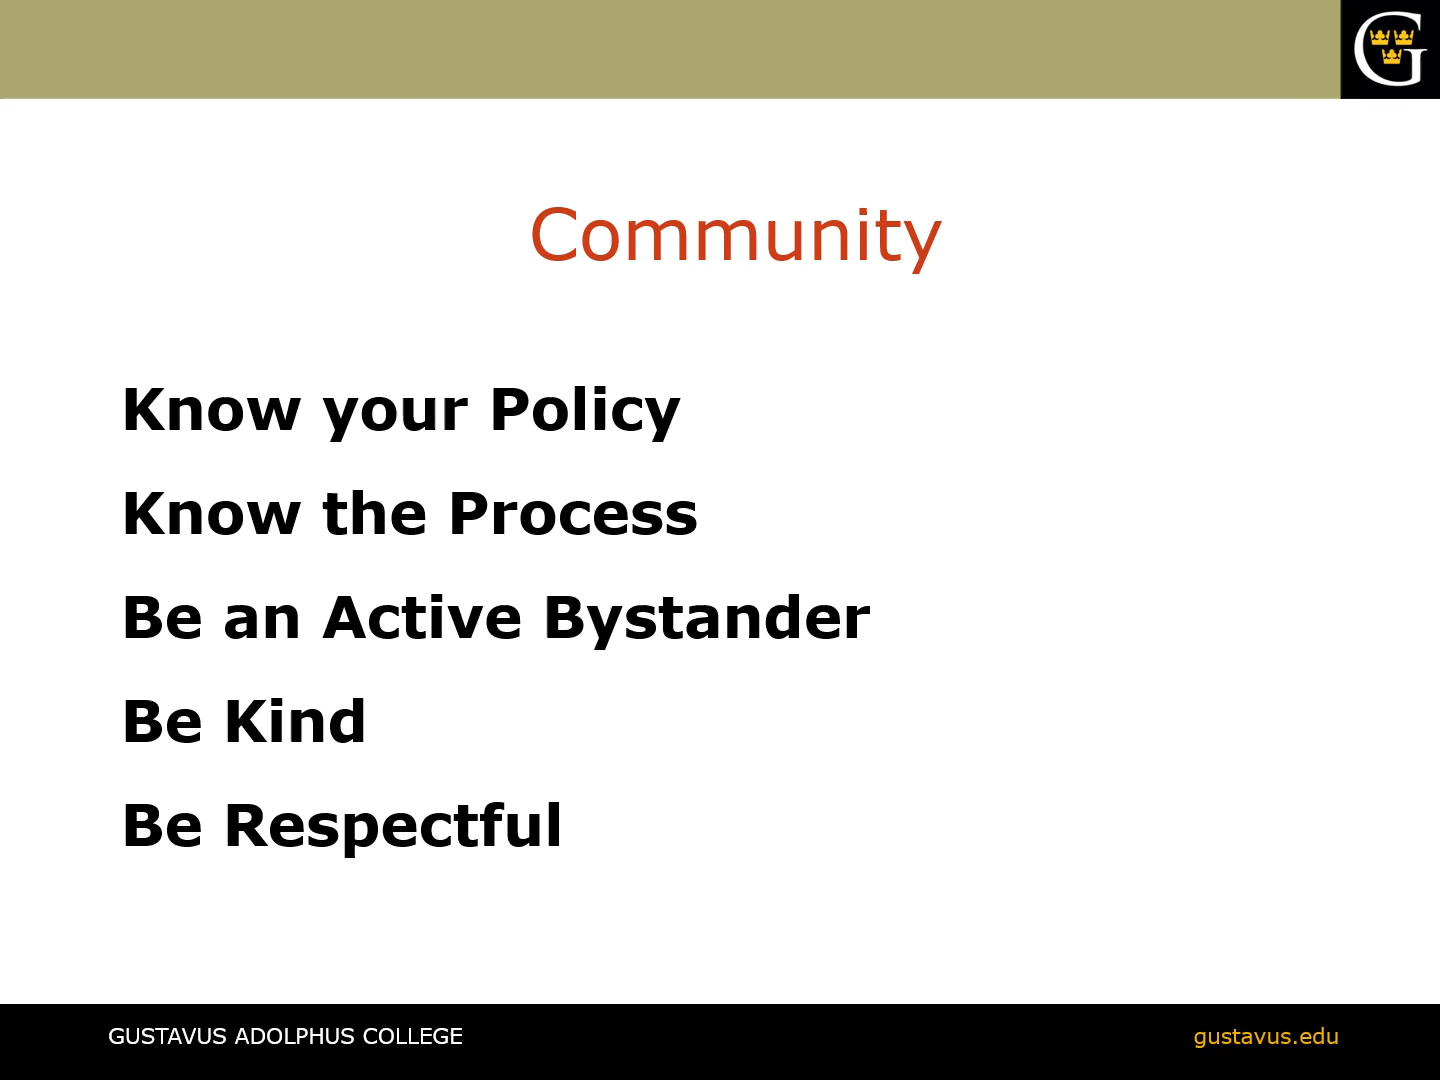 G
Community
Know your Policy
Know the Process
Be an Active Bystander
Be Kind
Be Respectful
GUSTAVUS ADOLPHUS COLLEGE
gustavus.edu